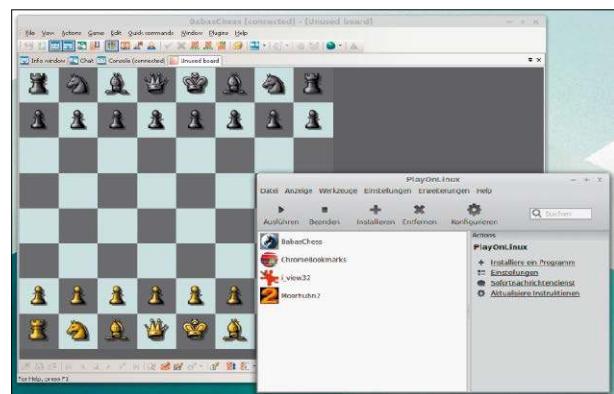 BabasChess (connected) - [Unused board]
File View Actions Game Edit Quick commands Window Plugins Help
Info window Chat Console (connected) Unused board
PlayOnLinux
Datei Anzeige Werkzeuge Einstellungen Erweiterungen Help
Ausführen Beenden Installieren Entfernen Konfigurieren Suchen
Actions
BabasChess
PlayOnLinux
ChromeBookmarks
Installiere ein Programm
i_view32
Einstellungen
Sofortnachrichtendienst
Moorhuhn2
Aktualisiere Instruktionen
For Help, press F1